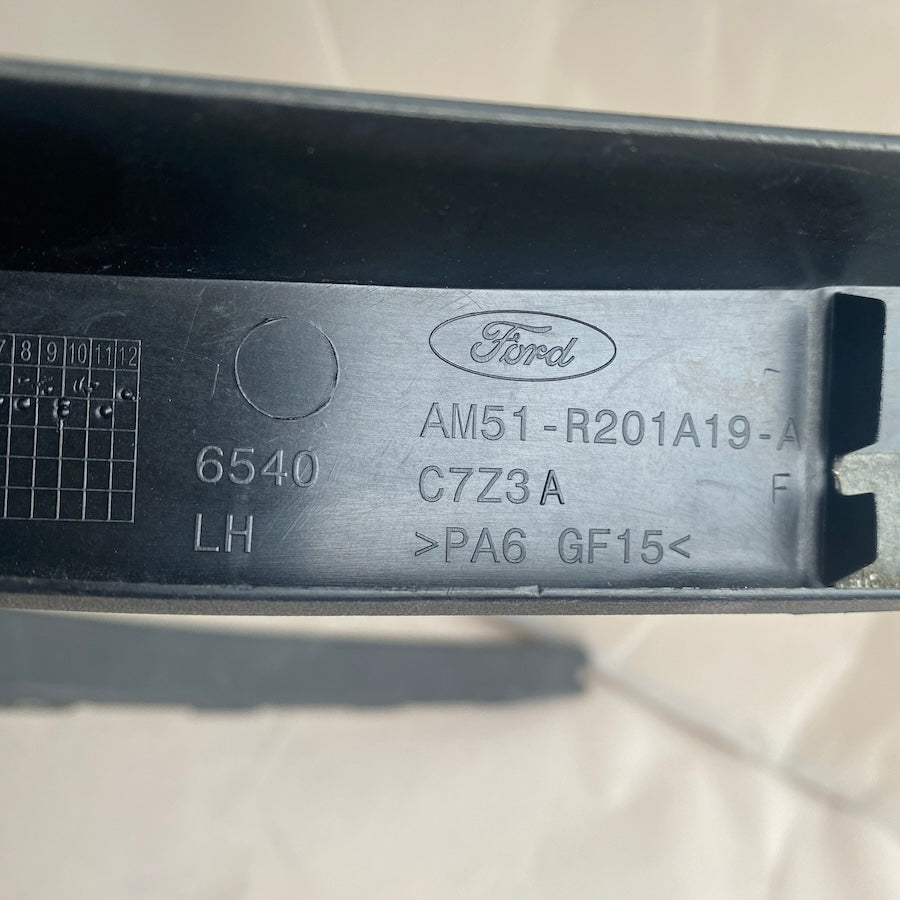 Ford
7 8 9 10 11 12
AM51-R201A19-A
6540
C7Z3A F
LH
>PA6 GF15<